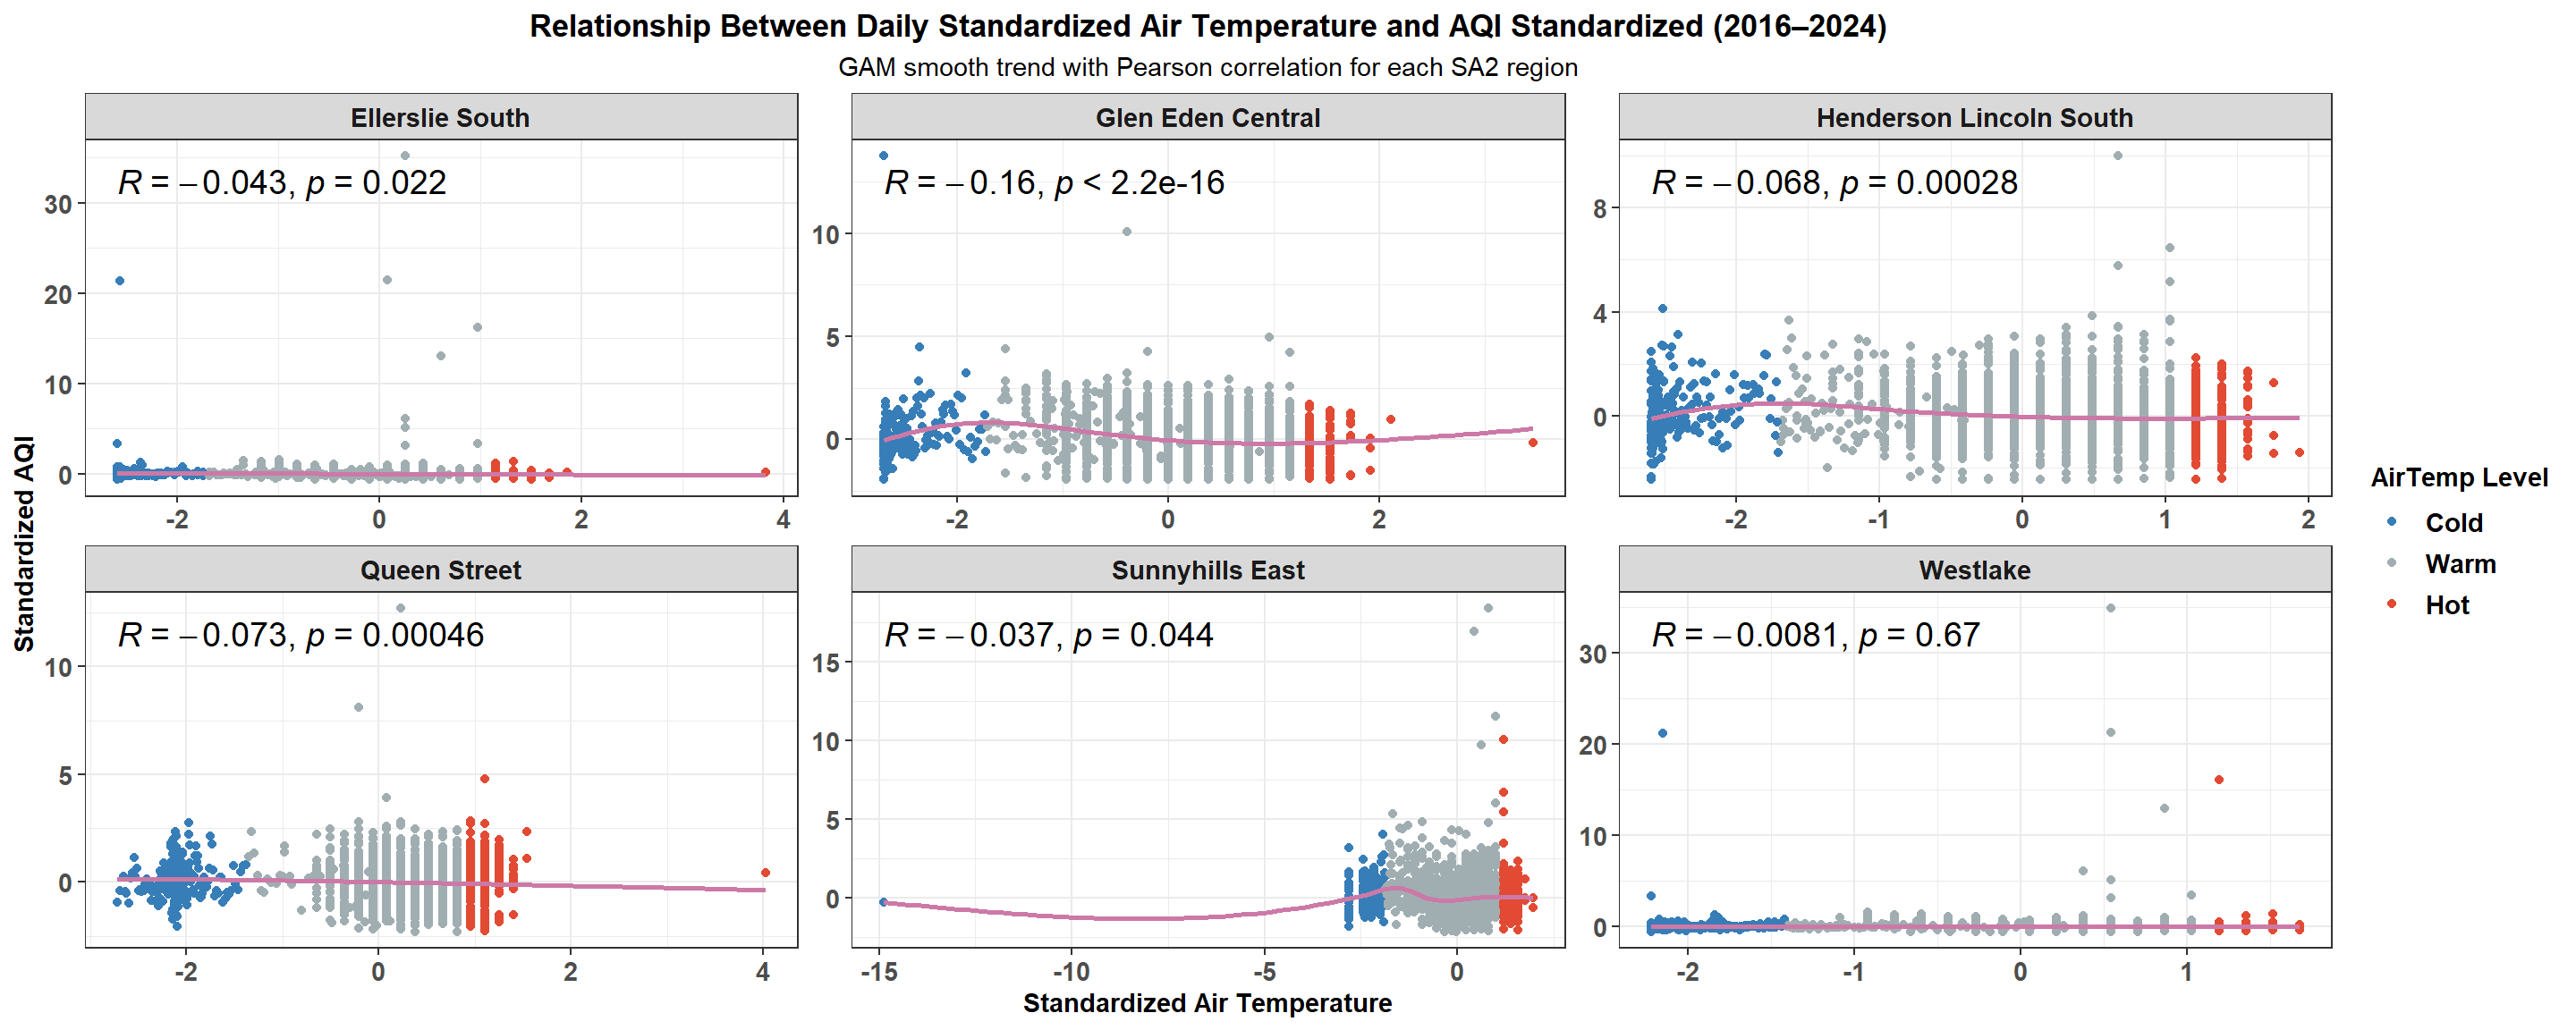 Relationship Between Daily Standardized Air Temperature and AQI Standardized (2016–2024)
GAM smooth trend with Pearson correlation for each SA2 region
Standardized AQI
Ellerslie South
R = −0.043, p = 0.022
30
20
10
0
-2 0 2 4
Glen Eden Central
R = −0.16, p < 2.2e-16
10
5
0
-2 0 2
Henderson Lincoln South
R = −0.068, p = 0.00028
8
4
0
-2 -1 0 1 2
Queen Street
R = −0.073, p = 0.00046
10
5
0
-2 0 2 4
Sunnyhills East
R = −0.037, p = 0.044
15
10
5
0
-15 -10 -5 0
Westlake
R = −0.0081, p = 0.67
30
20
10
0
-2 -1 0 1
Standardized Air Temperature
AirTemp Level
Cold
Warm
Hot